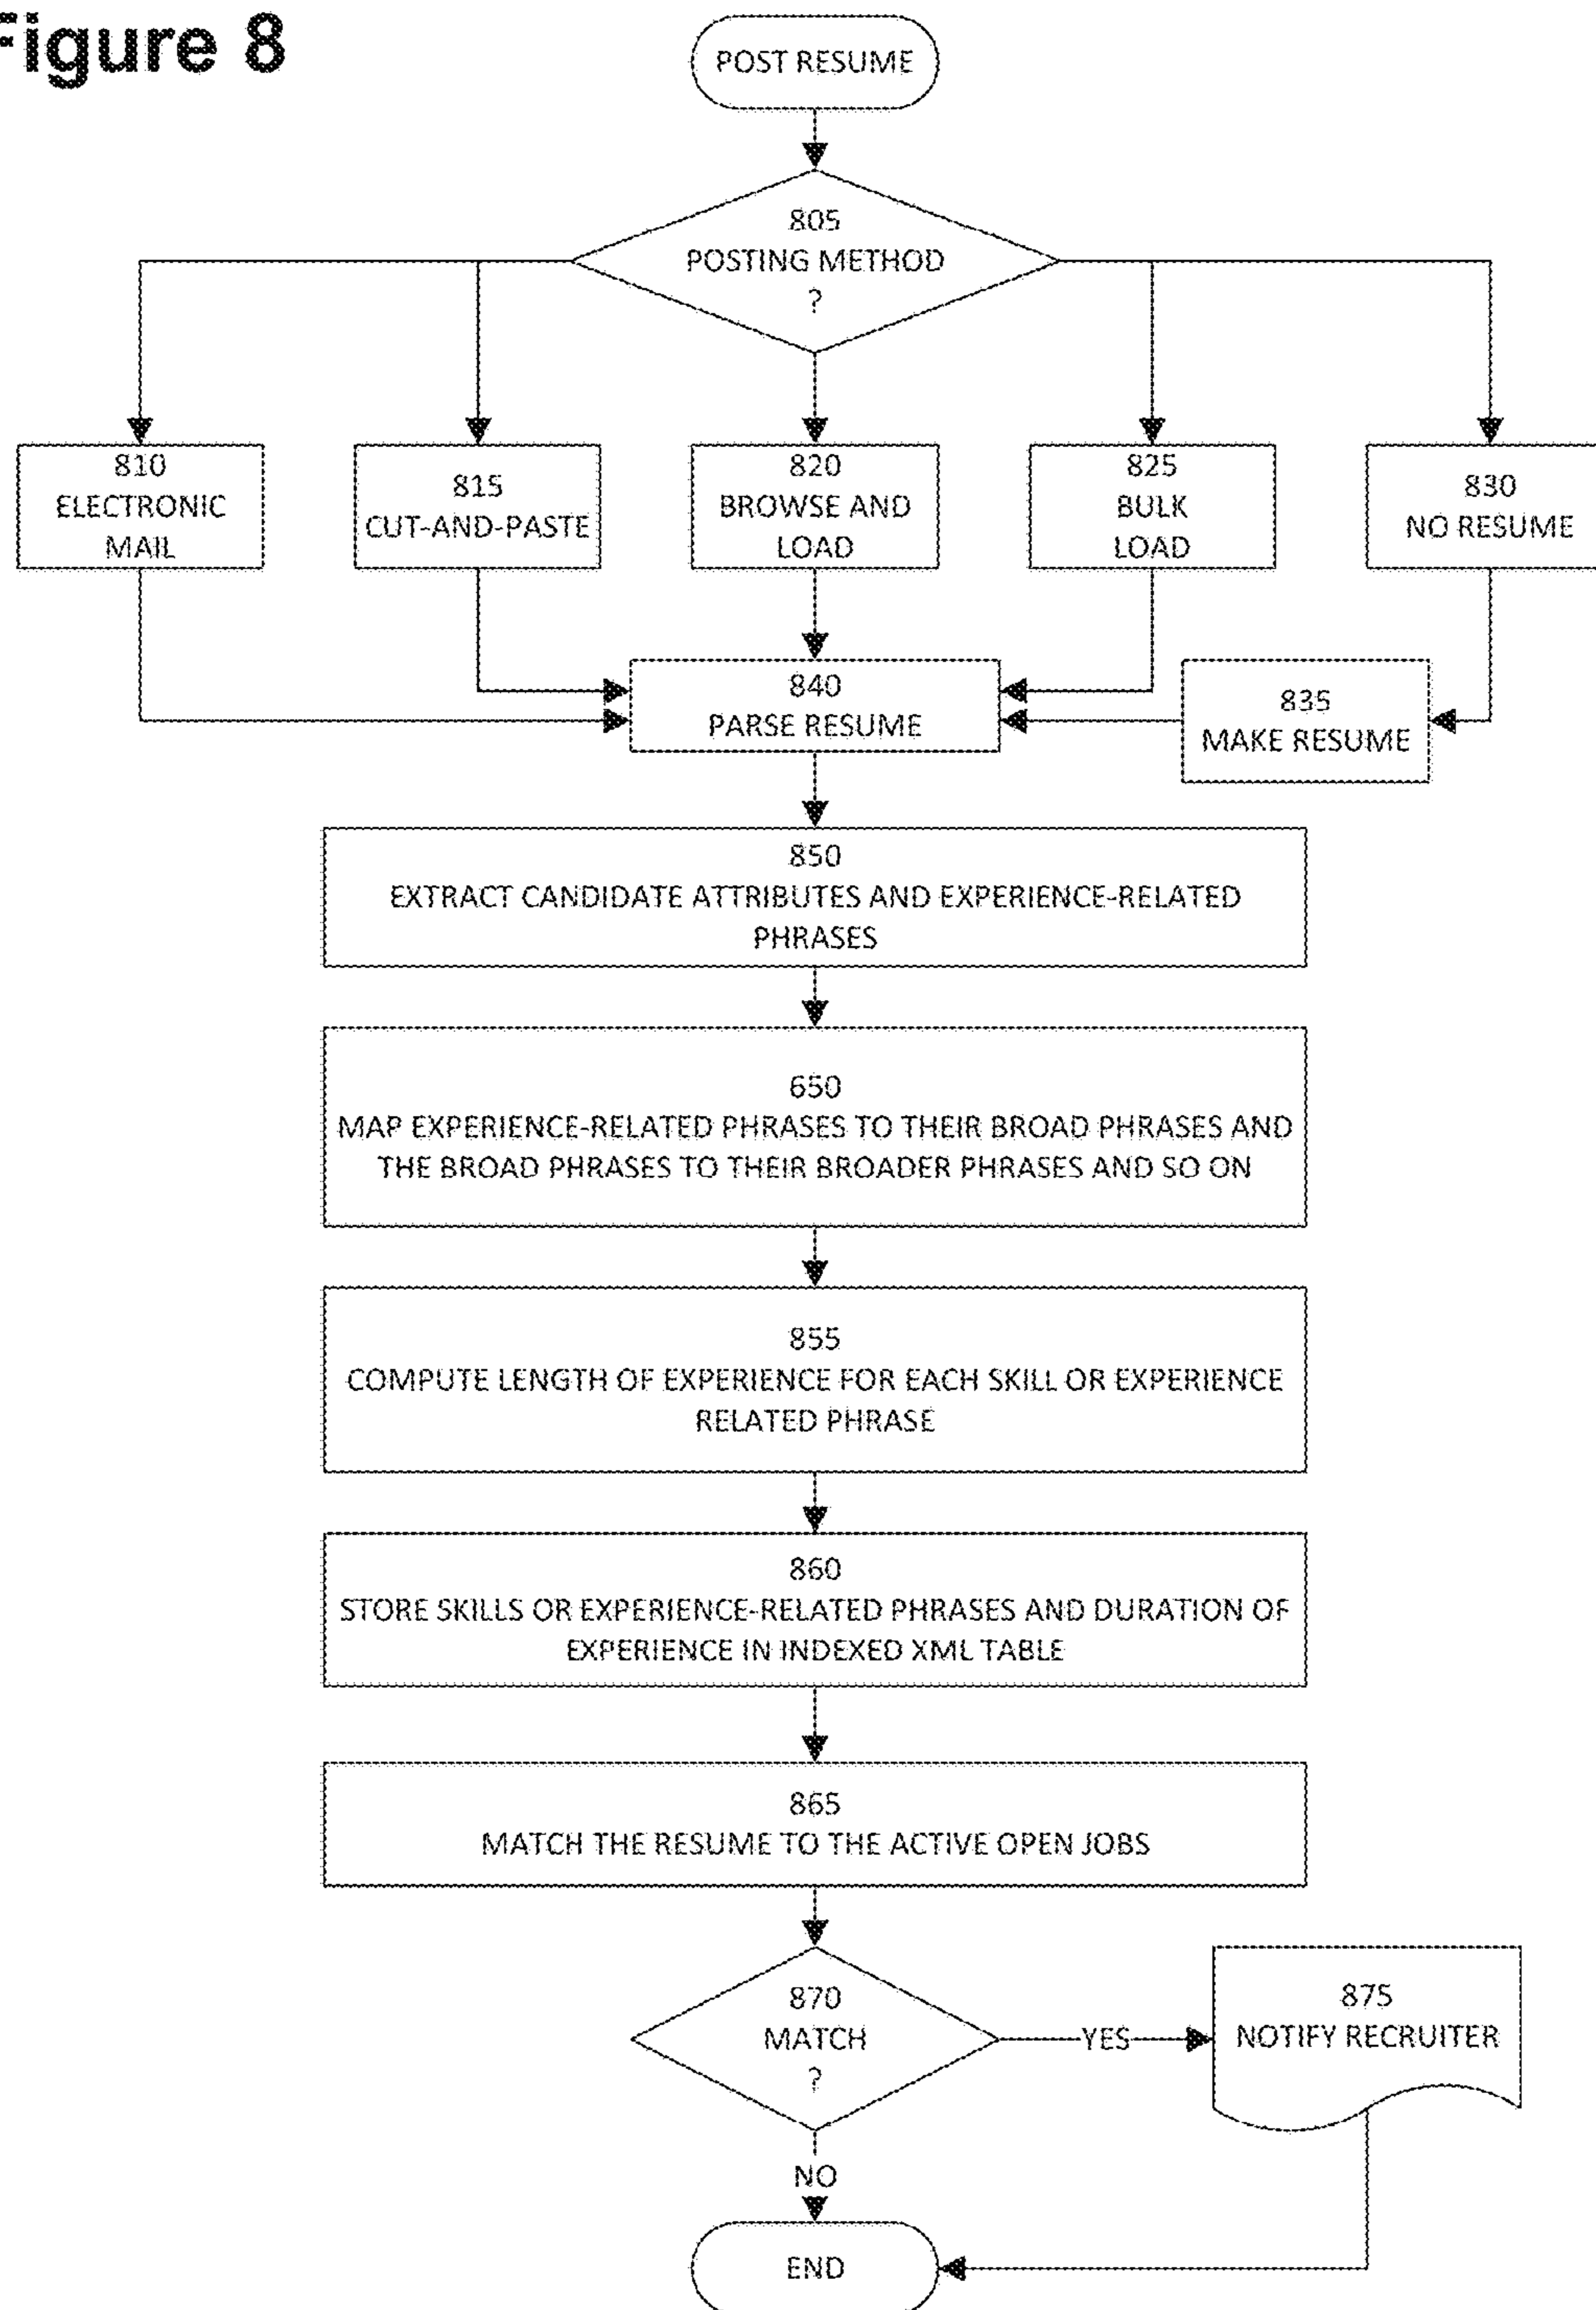 Figure 8
POST RESUME
805
POSTING METHOD
?
810
ELECTRONIC
MAIL
815
CUT-AND-PASTE
820
BROWSE AND
LOAD
825
BULK
LOAD
830
NO RESUME
840
PARSE RESUME
835
MAKE RESUME
850
EXTRACT CANDIDATE ATTRIBUTES AND EXPERIENCE-RELATED
PHRASES
650
MAP EXPERIENCE-RELATED PHRASES TO THEIR BROAD PHRASES AND
THE BROAD PHRASES TO THEIR BROADER PHRASES AND SO ON
855
COMPUTE LENGTH OF EXPERIENCE FOR EACH SKILL OR EXPERIENCE
RELATED PHRASE
860
STORE SKILLS OR EXPERIENCE-RELATED PHRASES AND DURATION OF
EXPERIENCE IN INDEXED XML TABLE
865
MATCH THE RESUME TO THE ACTIVE OPEN JOBS
870
MATCH
?
YES
875
NOTIFY RECRUITER
NO
END